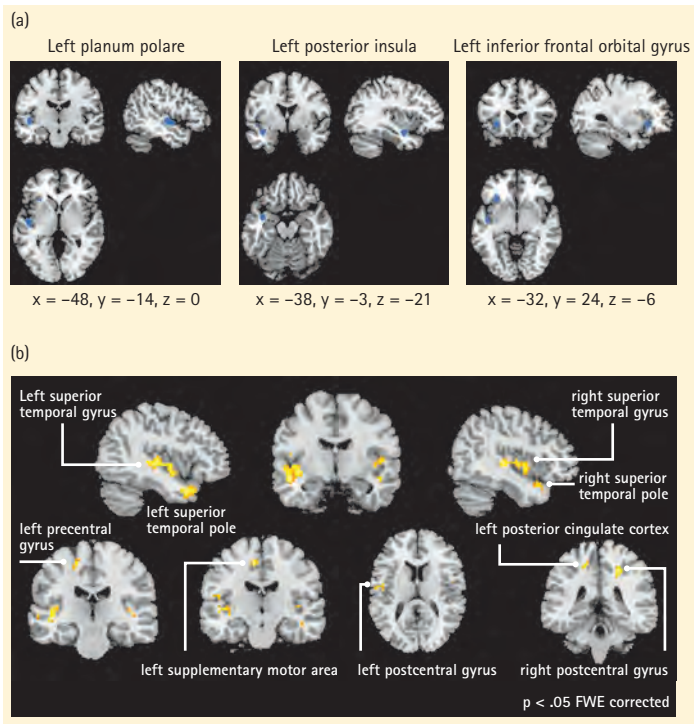 (a)
Left planum polare
Left posterior insula
Left inferior frontal orbital gyrus
x = −48, y = −14, z = 0
x = −38, y = −3, z = −21
x = −32, y = 24, z = −6
(b)
Left superior
temporal gyrus
right superior
temporal gyrus
left superior
temporal pole
right superior
temporal pole
left precentral
gyrus
left posterior cingulate cortex
left supplementary motor area
left postcentral gyrus
right postcentral gyrus
p < .05 FWE corrected